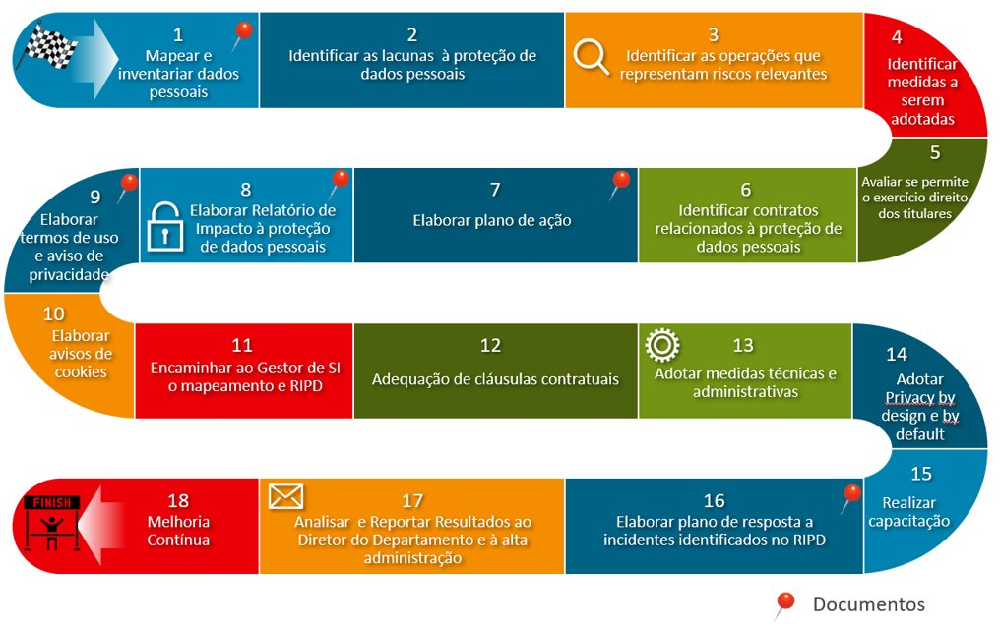 1
Mapear e
inventariar dados
pessoais
2
Identificar as lacunas à proteção de
dados pessoais
3
Identificar as operações que
representam riscos relevantes
4
Identificar
medidas a
serem
adotadas
5
Avaliar se permite
o exercício direito
dos titulares
6
Identificar contratos
relacionados à proteção de
dados pessoais
7
Elaborar plano de ação
8
Elaborar Relatório de
Impacto à proteção
de dados pessoais
9
Elaborar
termos de uso
e aviso de
privacidade
10
Elaborar
avisos de
cookies
11
Encaminhar ao Gestor de SI
o mapeamento e RIPD
12
Adequação de cláusulas contratuais
13
Adotar medidas técnicas e
administrativas
14
Adotar
Privacy by
design e by
default
15
Realizar
capacitação
16
Elaborar plano de resposta a
incidentes identificados no RIPD
17
Analisar e Reportar Resultados ao
Diretor do Departamento e à alta
administração
18
Melhoria
Contínua
FINISH
Documentos